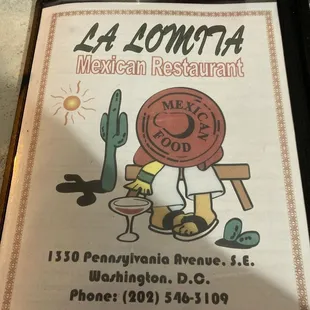 LA LOMITA
Mexican Restaurant
MEXICAN
FOOD
1330 Pennsylvania Avenue. S.E.
Washington. D.C.
Phone: (202) 546-3109